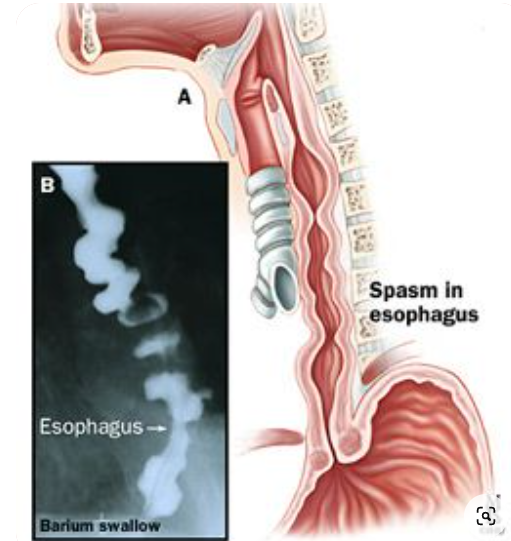 A
B
Spasm in
esophagus
Esophagus
Barium swallow